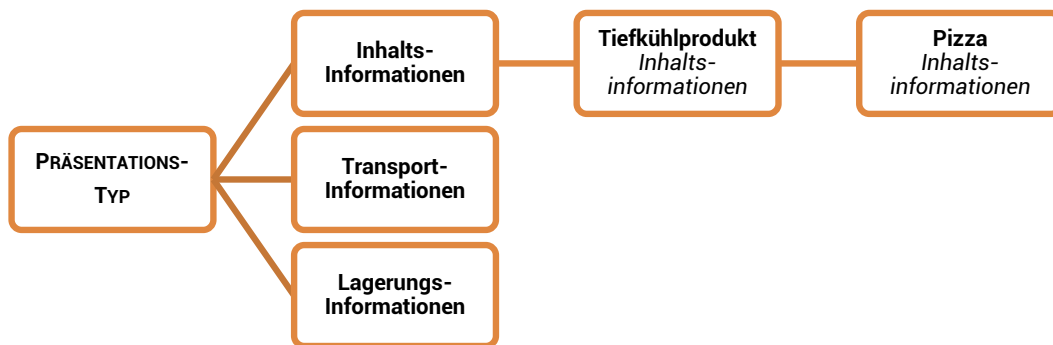 Inhalts-
Informationen
Tiefkühlprodukt
Inhalts-
informationen
Pizza
Inhalts-
informationen
PRÄSENTATIONS-
TYP
Transport-
Informationen
Lagerungs-
Informationen